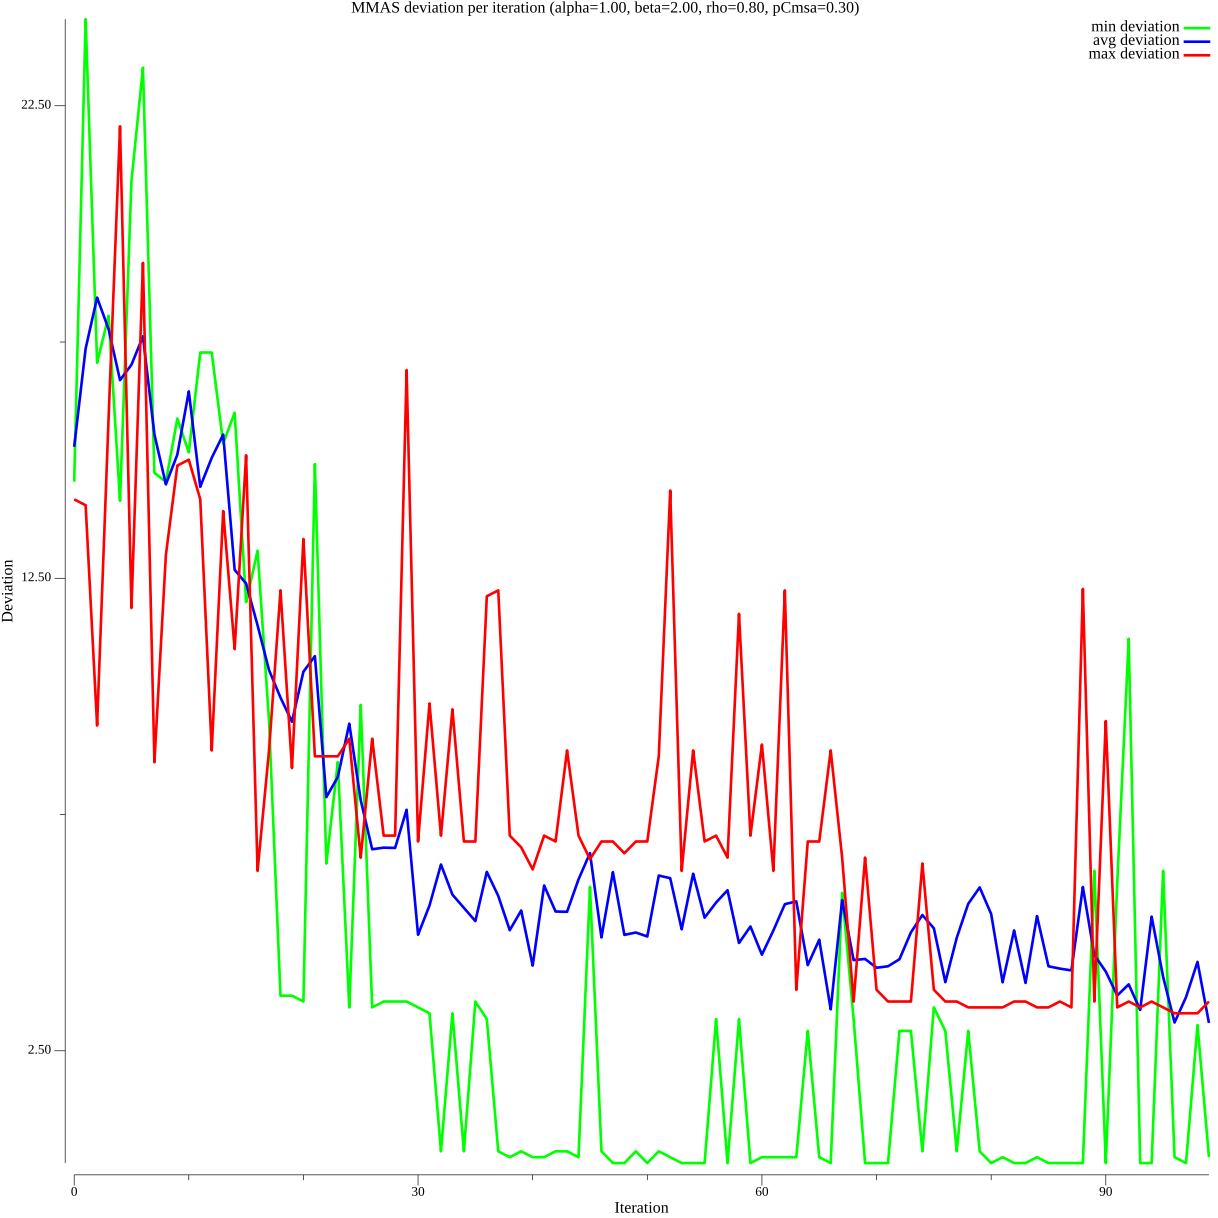 MMAS deviation per iteration (alpha=1.00, beta=2.00, rho=0.80, pCmsa=0.30)
min deviation
avg deviation
max deviation
22.50
12.50
2.50
Deviation
0
30
60
90
Iteration